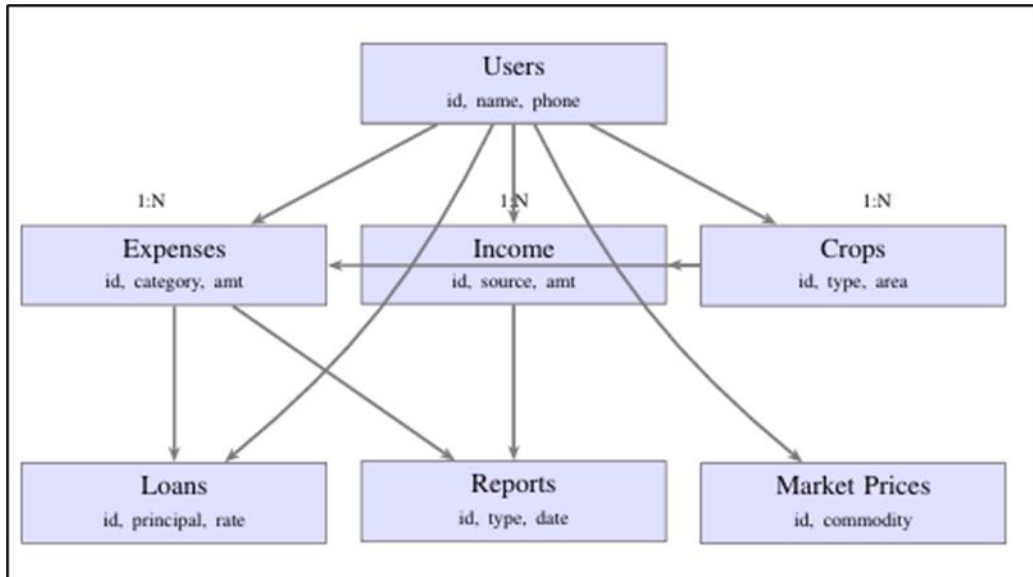 Users
id, name, phone
1:N
1:N
1:N
Expenses
id, category, amt
Income
id, source, amt
Crops
id, type, area
Loans
id, principal, rate
Reports
id, type, date
Market Prices
id, commodity